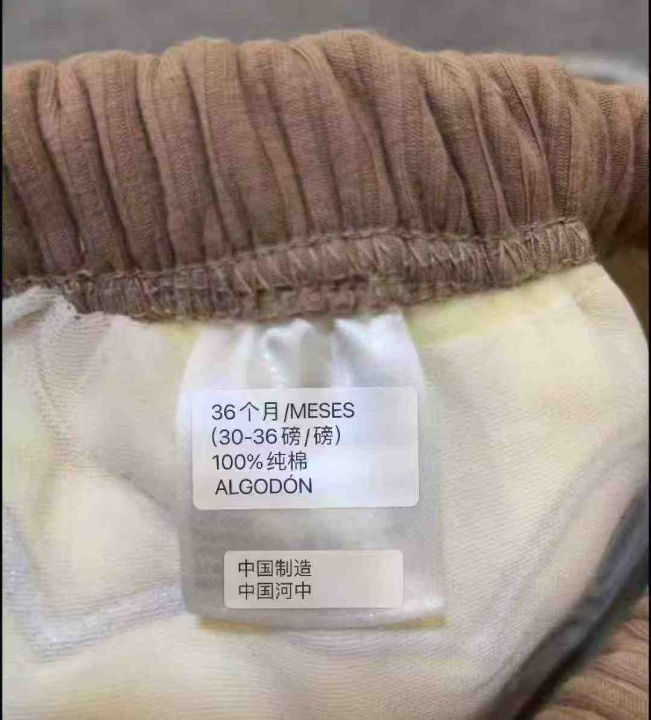 36个月/MESES
(30-36磅/磅)
100%纯棉
ALGODÓN
中国制造
中国河中